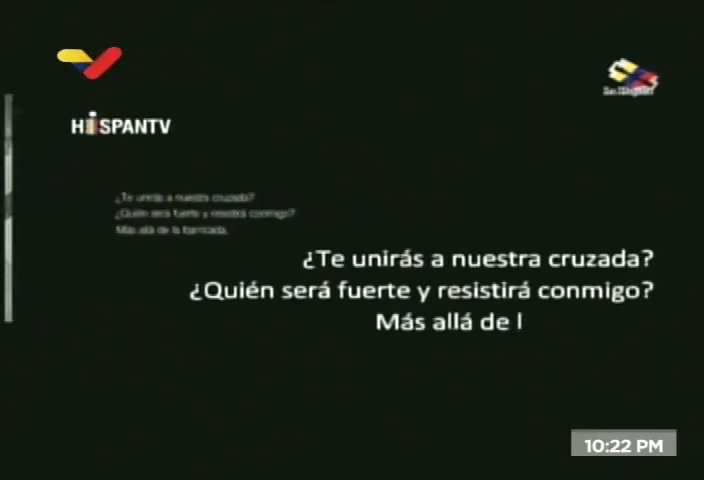 HISPANTV
¿Te unirás a nuestra cruzada?
¿Quién será fuerte y resistirá conmigo?
Más allá de la barricada,
¿Te unirás a nuestra cruzada?
¿Quién será fuerte y resistirá conmigo?
Más allá de l
10:22 PM